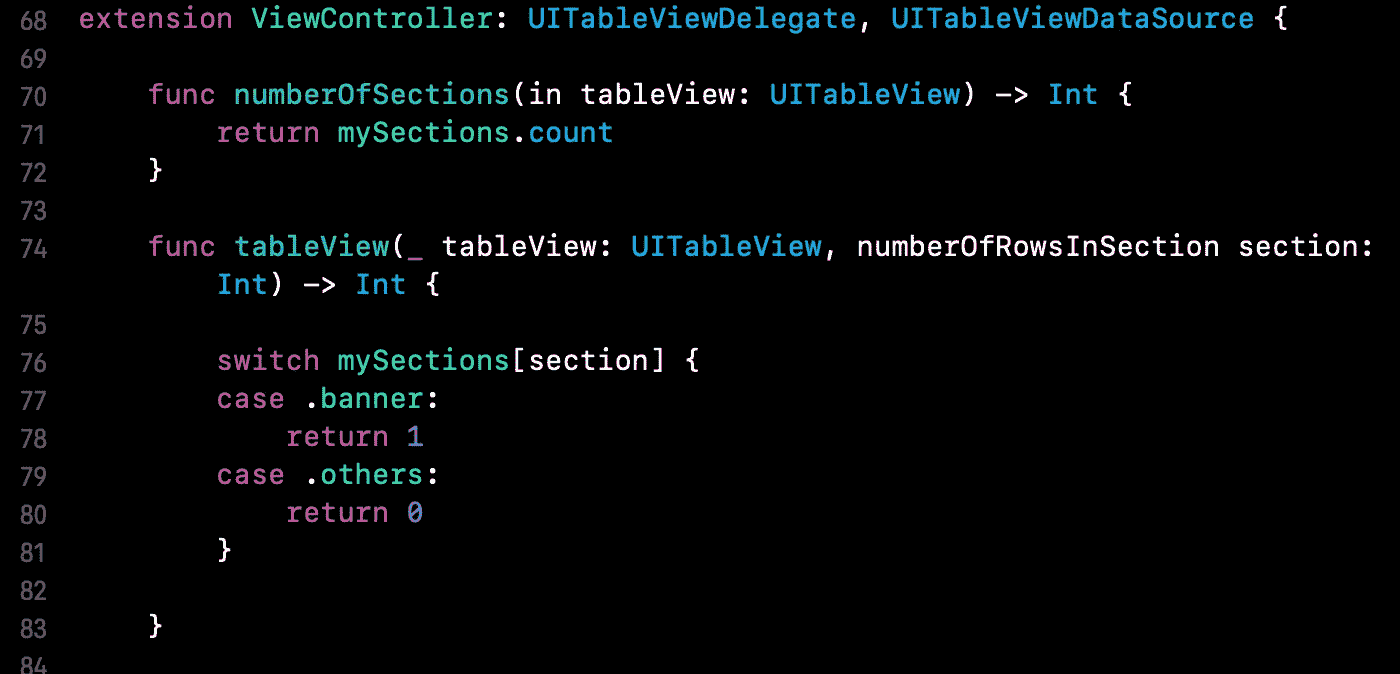 68 extension ViewController: UITableViewDelegate, UITableViewDataSource {
69
70     func numberOfSections(in tableView: UITableView) -> Int {
71         return mySections.count
72     }
73
74     func tableView(_ tableView: UITableView, numberOfRowsInSection section:
            Int) -> Int {
75
76         switch mySections[section] {
77         case .banner:
78             return 1
79         case .others:
80             return 0
81         }
82
83     }
84